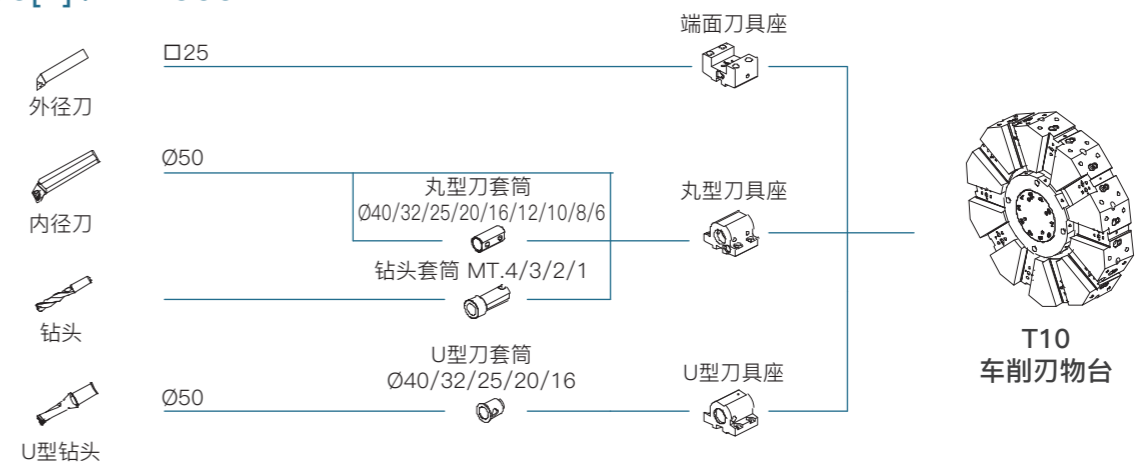 端面刀具座
□25
外径刀
Ø50
丸型刀套筒
Ø40/32/25/20/16/12/10/8/6
丸型刀具座
内径刀
钻头套筒 MT.4/3/2/1
钻头
T10
车削刃物台
U型刀套筒
Ø40/32/25/20/16
U型刀具座
Ø50
U型钻头